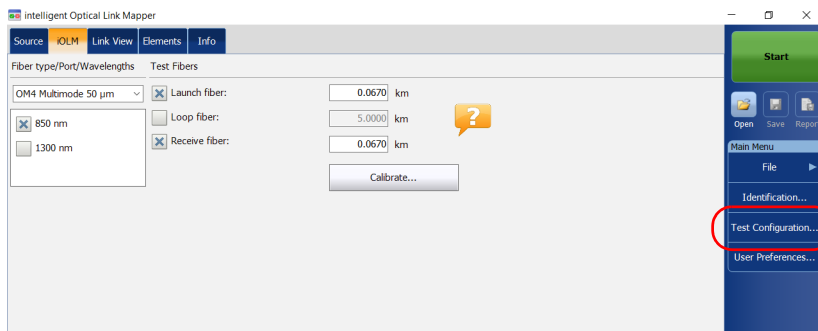 intelligent Optical Link Mapper
Source iOLM Link View Elements Info
Fiber type/Port/Wavelengths Test Fibers
OM4 Multimode 50 µm
850 nm
1300 nm
Launch fiber: 0.0670 km
Loop fiber: 5.0000 km
Receive fiber: 0.0670 km
?
Calibrate...
Start
Open Save Repor
Main Menu
File
Identification...
Test Configuration...
User Preferences...